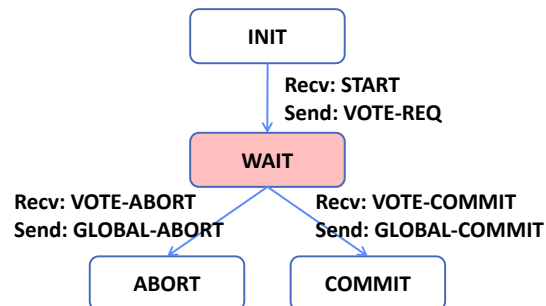 INIT
Recv: START
Send: VOTE-REQ
WAIT
Recv: VOTE-ABORT
Send: GLOBAL-ABORT
Recv: VOTE-COMMIT
Send: GLOBAL-COMMIT
ABORT
COMMIT